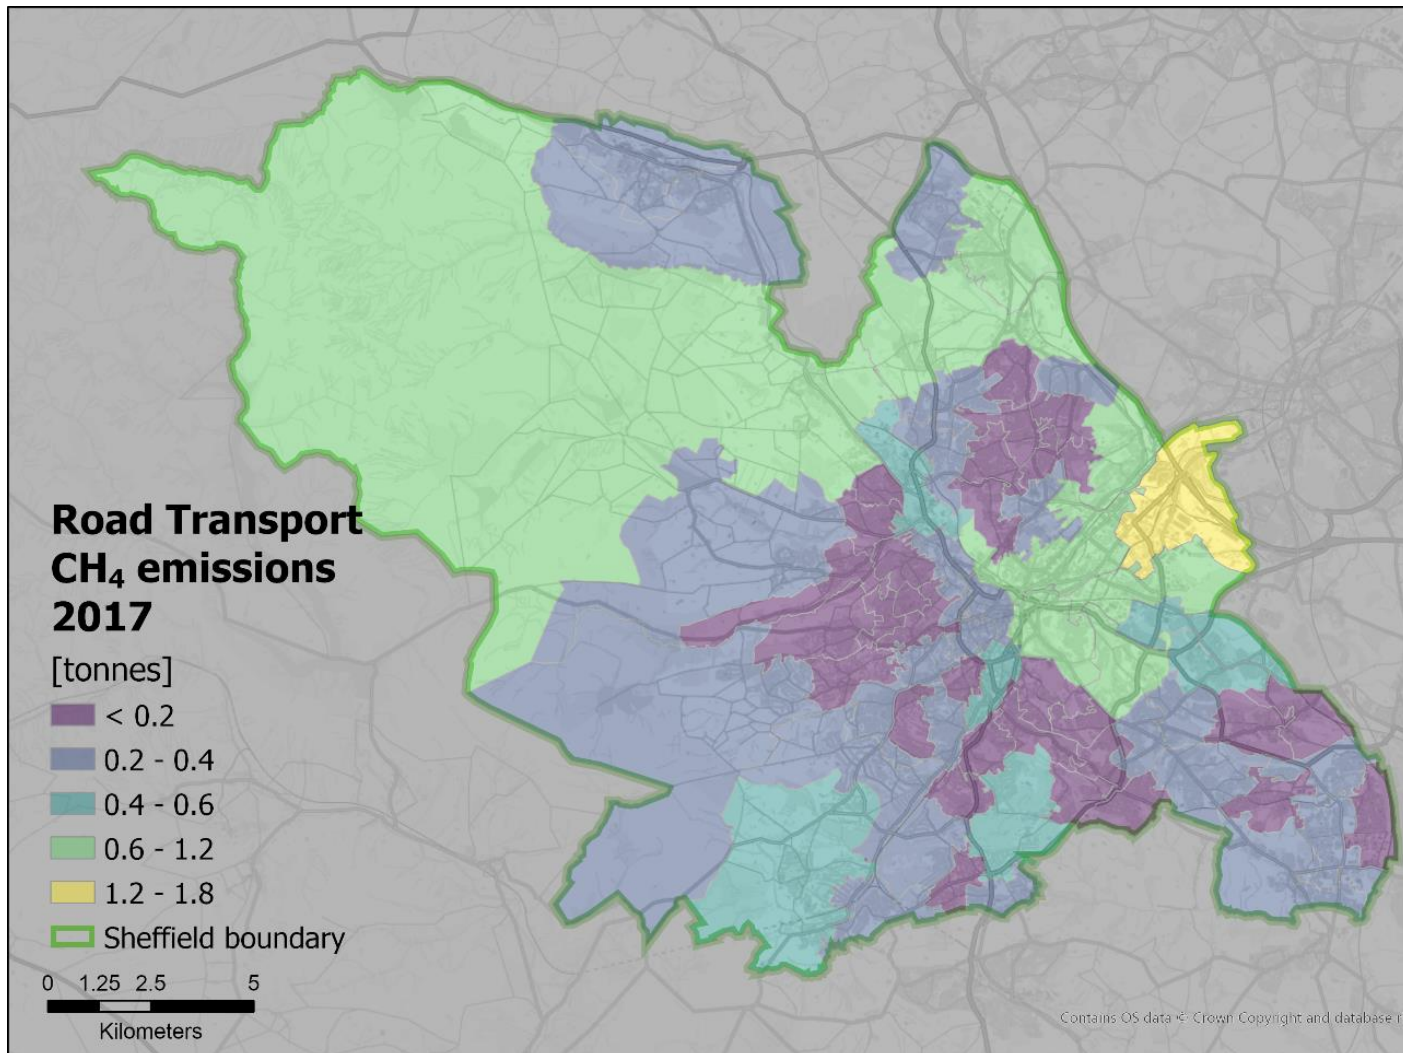 Road Transport
CH₄ emissions
2017
[tonnes]
< 0.2
0.2 - 0.4
0.4 - 0.6
0.6 - 1.2
1.2 - 1.8
Sheffield boundary
0 1.25 2.5 5
Kilometers
Contains OS data © Crown Copyright and database r